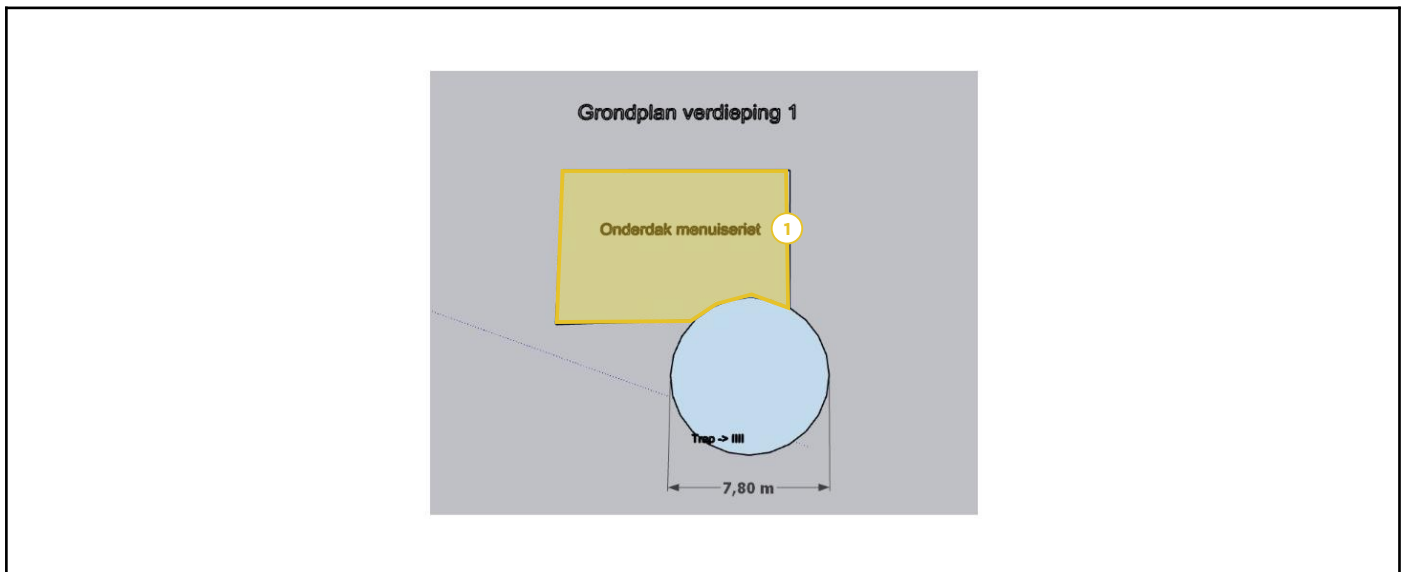 Grondplan verdieping 1
Onderdak menuiseriet
1
Trap -> IIII
7,80 m